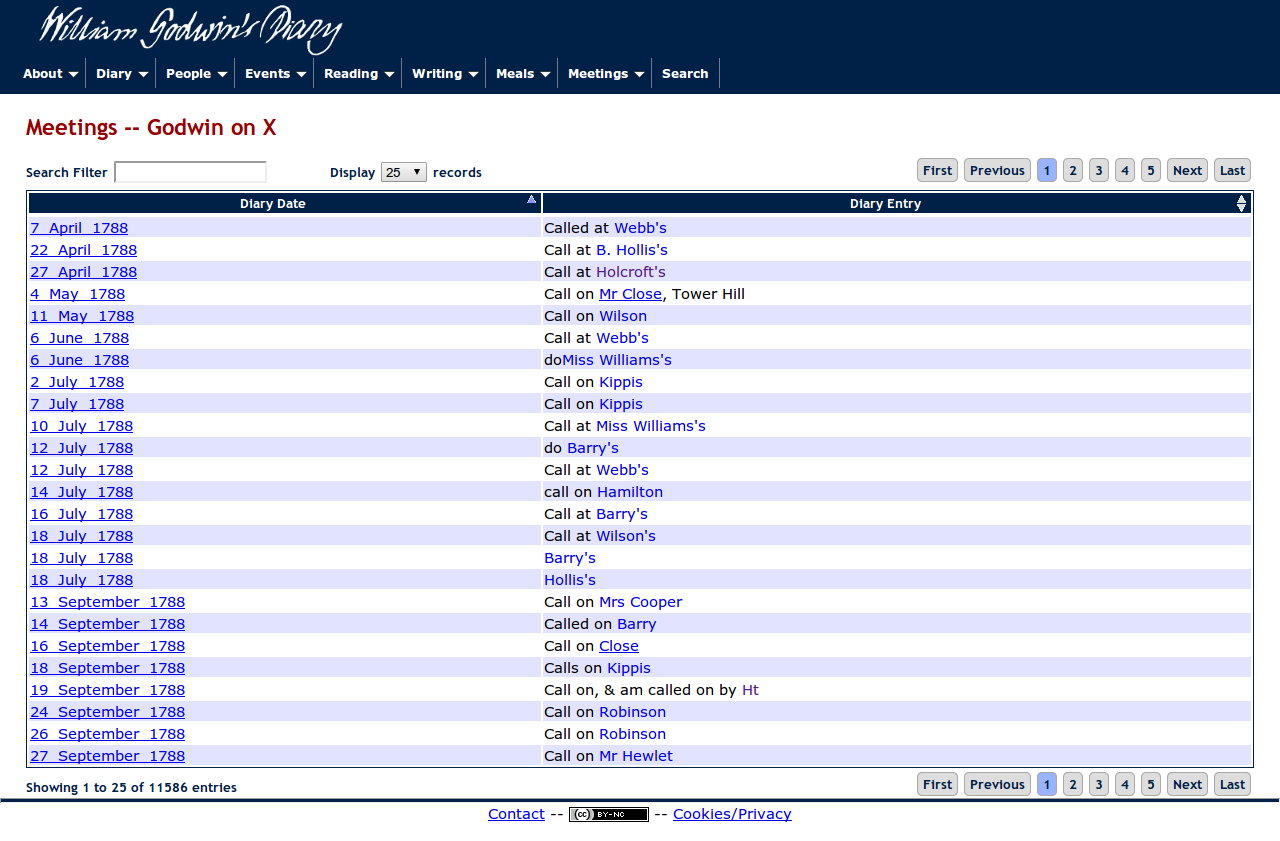 William Godwin's Diary
About Diary People Events Reading Writing Meals Meetings Search
Meetings -- Godwin on X
Search Filter Display 25 records First Previous 1 2 3 4 5 Next Last
Diary Date Diary Entry
7 April 1788 Called at Webb's
22 April 1788 Call at B. Hollis's
27 April 1788 Call at Holcroft's
4 May 1788 Call on Mr Close, Tower Hill
11 May 1788 Call on Wilson
6 June 1788 Call at Webb's
6 June 1788 doMiss Williams's
2 July 1788 Call on Kippis
7 July 1788 Call on Kippis
10 July 1788 Call at Miss Williams's
12 July 1788 do Barry's
12 July 1788 Call at Webb's
14 July 1788 call on Hamilton
16 July 1788 Call at Barry's
18 July 1788 Call at Wilson's
18 July 1788 Barry's
18 July 1788 Hollis's
13 September 1788 Call on Mrs Cooper
14 September 1788 Called on Barry
16 September 1788 Call on Close
18 September 1788 Calls on Kippis
19 September 1788 Call on, & am called on by Ht
24 September 1788 Call on Robinson
26 September 1788 Call on Robinson
27 September 1788 Call on Mr Hewlet
Showing 1 to 25 of 11586 entries First Previous 1 2 3 4 5 Next Last
Contact -- (cc) BY-NC -- Cookies/Privacy